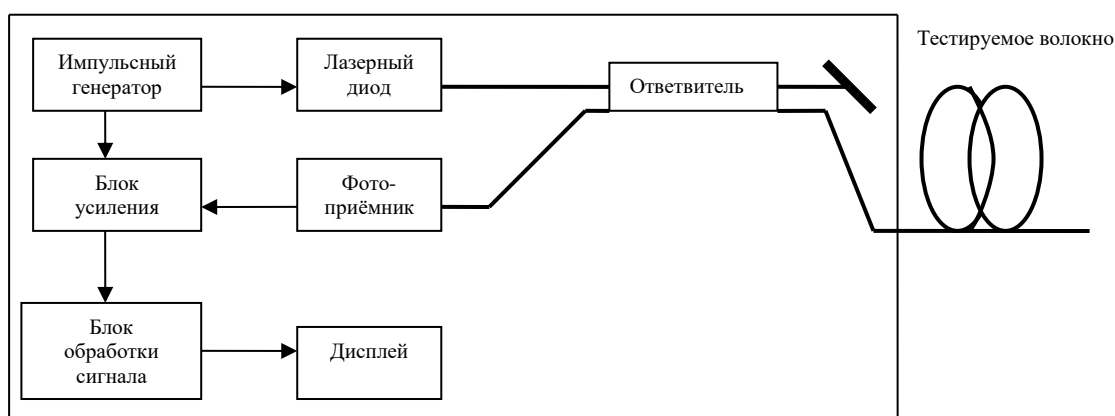 Тестируемое волокно
Импульсный
генератор
Лазерный
диод
Ответвитель
Блок
усиления
Фото-
приёмник
Блок
обработки
сигнала
Дисплей